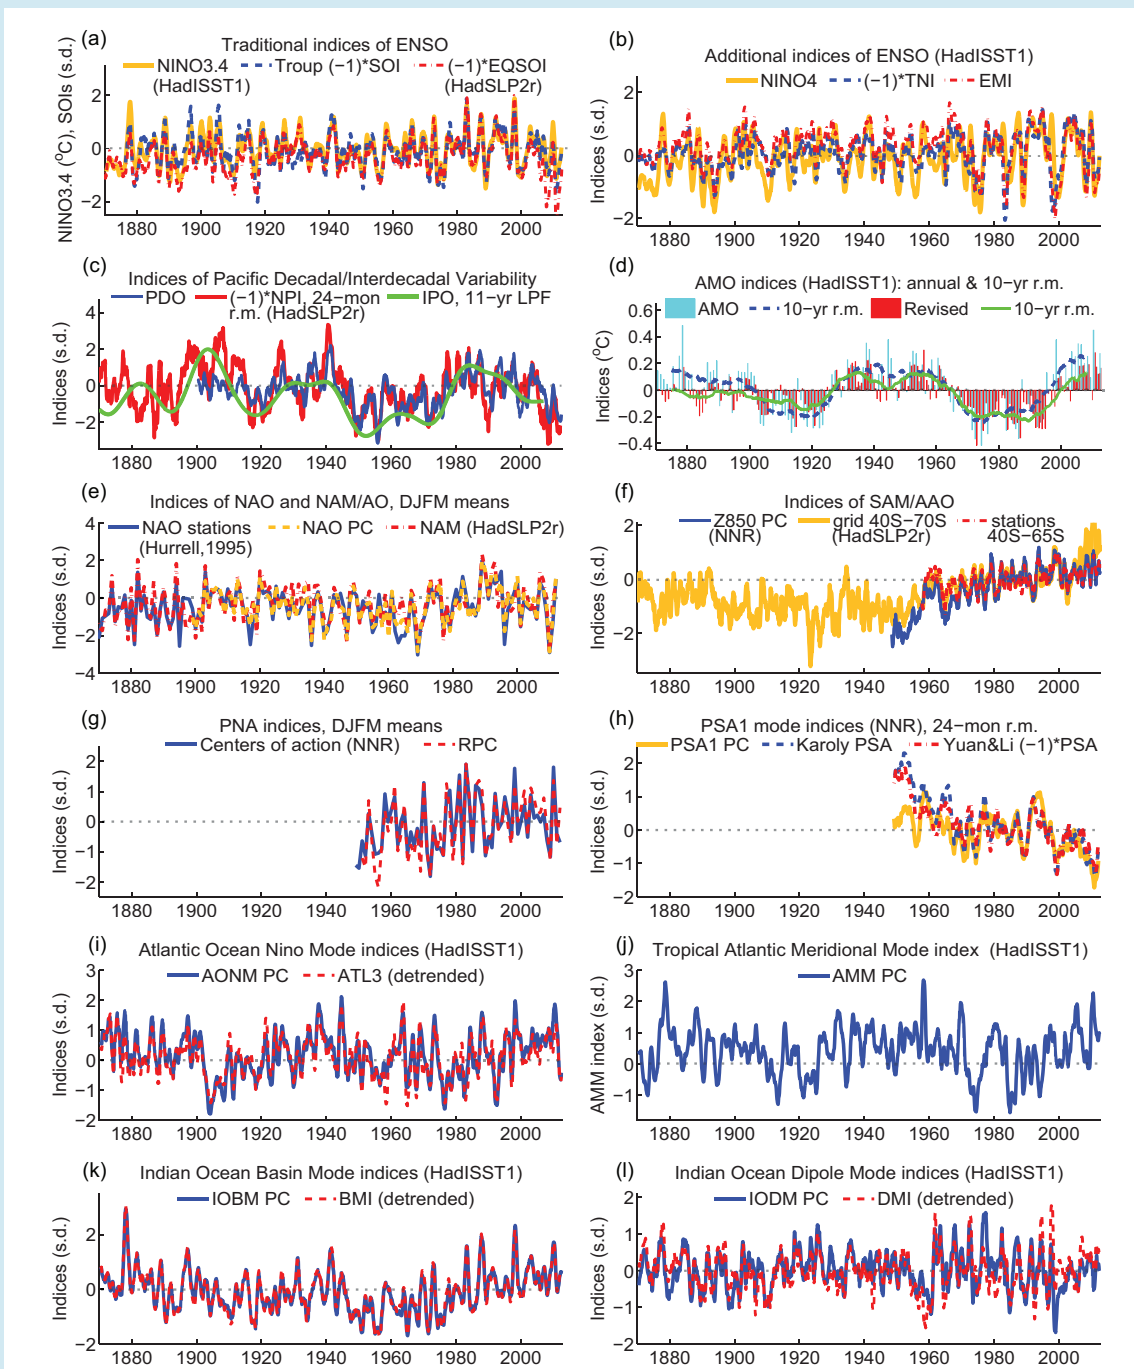 (a)
Traditional indices of ENSO
NINO3.4 (HadISST1) Troup (−1)*SOI (−1)*EQSOI (HadSLP2r)
NINO3.4 (⁰C), SOIs (s.d.)
2
0
−2
1880 1900 1920 1940 1960 1980 2000
(b)
Additional indices of ENSO (HadISST1)
NINO4 (−1)*TNI EMI
Indices (s.d.)
2
0
−2
1880 1900 1920 1940 1960 1980 2000
(c)
Indices of Pacific Decadal/Interdecadal Variability
PDO (−1)*NPI, 24−mon r.m. (HadSLP2r) IPO, 11−yr LPF
Indices (s.d.)
4
2
0
−2
1880 1900 1920 1940 1960 1980 2000
(d)
AMO indices (HadISST1): annual & 10−yr r.m.
AMO 10−yr r.m. Revised 10−yr r.m.
Indices (⁰C)
0.6
0.4
0.2
0
−0.2
−0.4
1880 1900 1920 1940 1960 1980 2000
(e)
Indices of NAO and NAM/AO, DJFM means
NAO stations (Hurrell,1995) NAO PC NAM (HadSLP2r)
Indices (s.d.)
4
2
0
−2
−4
1880 1900 1920 1940 1960 1980 2000
(f)
Indices of SAM/AAO
Z850 PC (NNR) grid 40S−70S (HadSLP2r) stations 40S−65S
Indices (s.d.)
2
0
−2
1880 1900 1920 1940 1960 1980 2000
(g)
PNA indices, DJFM means
Centers of action (NNR) RPC
Indices (s.d.)
2
1
0
−1
−2
1880 1900 1920 1940 1960 1980 2000
(h)
PSA1 mode indices (NNR), 24−mon r.m.
PSA1 PC Karoly PSA Yuan&Li (−1)*PSA
Indices (s.d.)
2
1
0
−1
−2
1880 1900 1920 1940 1960 1980 2000
(i)
Atlantic Ocean Nino Mode indices (HadISST1)
AONM PC ATL3 (detrended)
Indices (s.d.)
3
2
1
0
−1
−2
1880 1900 1920 1940 1960 1980 2000
(j)
Tropical Atlantic Meridional Mode index (HadISST1)
AMM PC
AMM index (s.d.)
3
2
1
0
−1
1880 1900 1920 1940 1960 1980 2000
(k)
Indian Ocean Basin Mode indices (HadISST1)
IOBM PC BMI (detrended)
Indices (s.d.)
2
0
−2
1880 1900 1920 1940 1960 1980 2000
(l)
Indian Ocean Dipole Mode indices (HadISST1)
IODM PC DMI (detrended)
Indices (s.d.)
2
1
0
−1
−2
1880 1900 1920 1940 1960 1980 2000